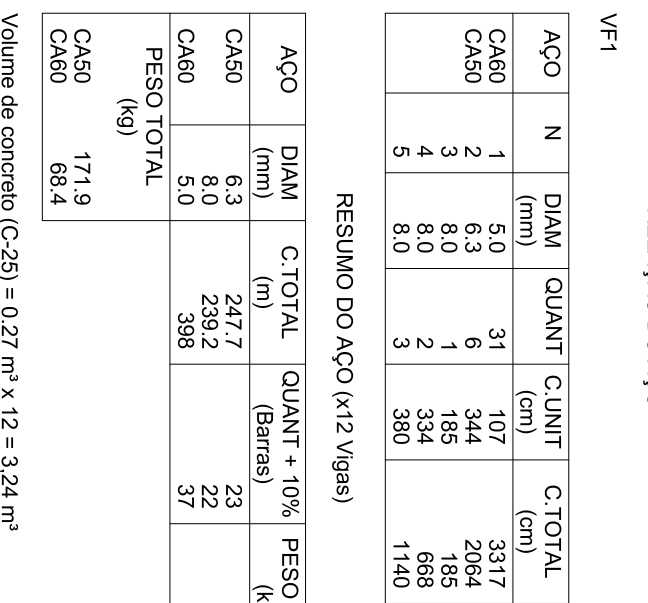 VF1
AÇO N DIAM QUANT C.UNIT C.TOTAL
(mm) (cm) (cm)
CA60 1 5.0 31 107 3317
CA50 2 6.3 6 344 2064
3 8.0 1 185 185
4 8.0 2 334 668
5 8.0 3 380 1140
RESUMO DO AÇO (x12 Vigas)
AÇO DIAM C.TOTAL QUANT + 10% PESO
(mm) (m) (Barras)
CA50 6.3 247.7 23
8.0 239.2 22
CA60 5.0 398 37
PESO TOTAL
(kg)
CA50 171.9
CA60 68.4
Volume de concreto (C-25) = 0.27 m³ x 12 = 3,24 m³